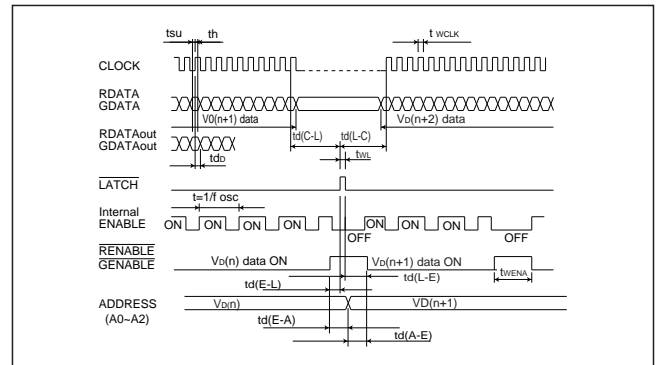 tsu th t WCLK
CLOCK
RDATA
GDATA
V0(n+1) data VD(n+2) data
RDATAout
GDATAout
td(C-L) td(L-C)
tdD
tWL
LATCH
t=1/f osc
Internal
ENABLE
ON ON ON ON ON ON ON
OFF OFF
RENABLE
GENABLE
VD(n) data ON VD(n+1) data ON
tWENA
td(L-E)
td(E-L)
ADDRESS
(A0~A2)
VD(n) VD(n+1)
td(E-A)
td(A-E)